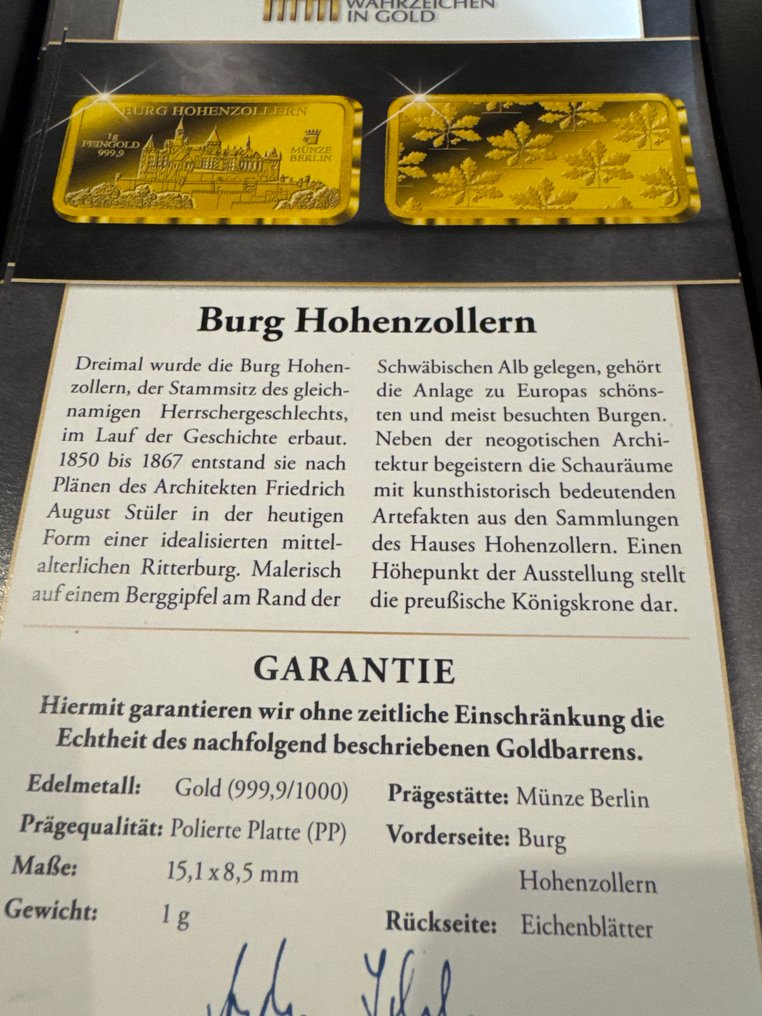 WAHRZEICHEN
IN GOLD
BURG HOHENZOLLERN
1g
FEINGOLD
999,9
MÜNZE
BERLIN
Burg Hohenzollern
Dreimal wurde die Burg Hohen-
zollern, der Stammsitz des gleich-
namigen Herrschergeschlechts,
im Lauf der Geschichte erbaut.
1850 bis 1867 entstand sie nach
Plänen des Architekten Friedrich
August Stüler in der heutigen
Form einer idealisierten mittel-
alterlichen Ritterburg. Malerisch
auf einem Berggipfel am Rand der
Schwäbischen Alb gelegen, gehört
die Anlage zu Europas schöns-
ten und meist besuchten Burgen.
Neben der neogotischen Archi-
tektur begeistern die Schauräume
mit kunsthistorisch bedeutenden
Artefakten aus den Sammlungen
des Hauses Hohenzollern. Einen
Höhepunkt der Ausstellung stellt
die preußische Königskrone dar.
GARANTIE
Hiermit garantieren wir ohne zeitliche Einschränkung die
Echtheit des nachfolgend beschriebenen Goldbarrens.
Edelmetall: Gold (999,9/1000)
Prägequalität: Polierte Platte (PP)
Maße: 15,1 x 8,5 mm
Gewicht: 1 g
Prägestätte: Münze Berlin
Vorderseite: Burg
Hohenzollern
Rückseite: Eichenblätter